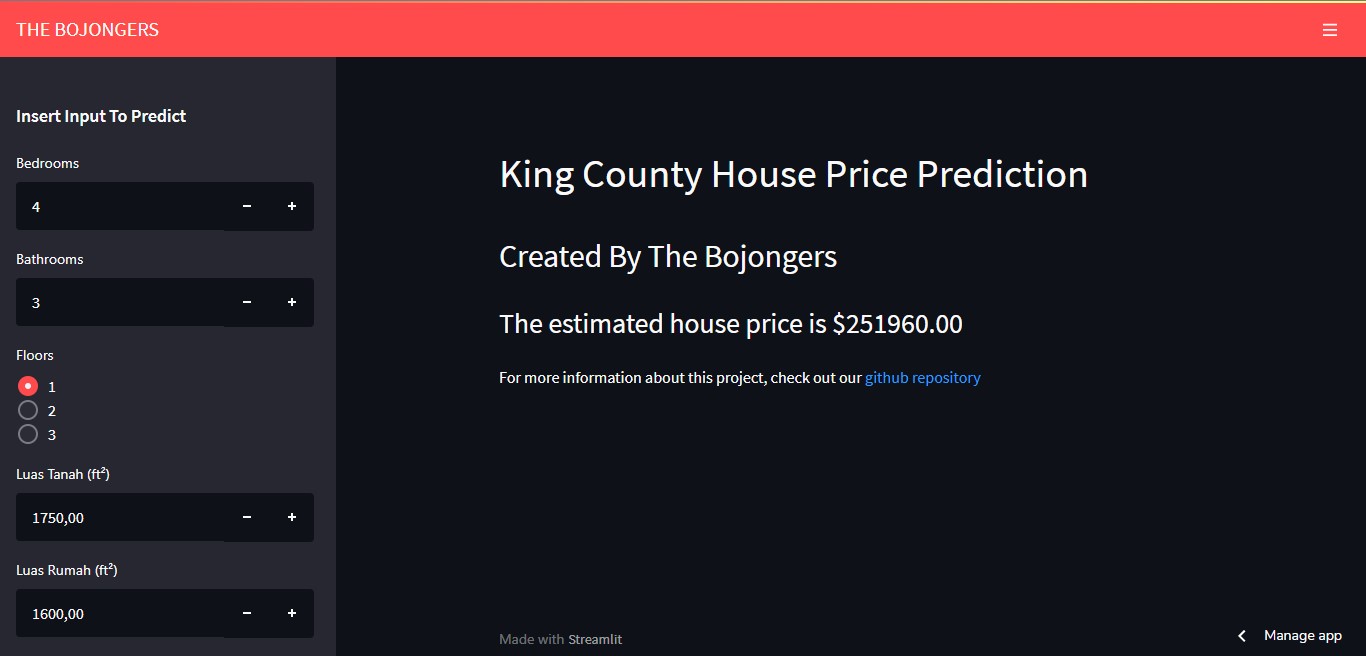 THE BOJONGERS
Insert Input To Predict
Bedrooms
4
Bathrooms
3
Floors
1
2
3
Luas Tanah (ft²)
1750,00
Luas Rumah (ft²)
1600,00
King County House Price Prediction
Created By The Bojongers
The estimated house price is $251960.00
For more information about this project, check out our github repository
Made with Streamlit
Manage app